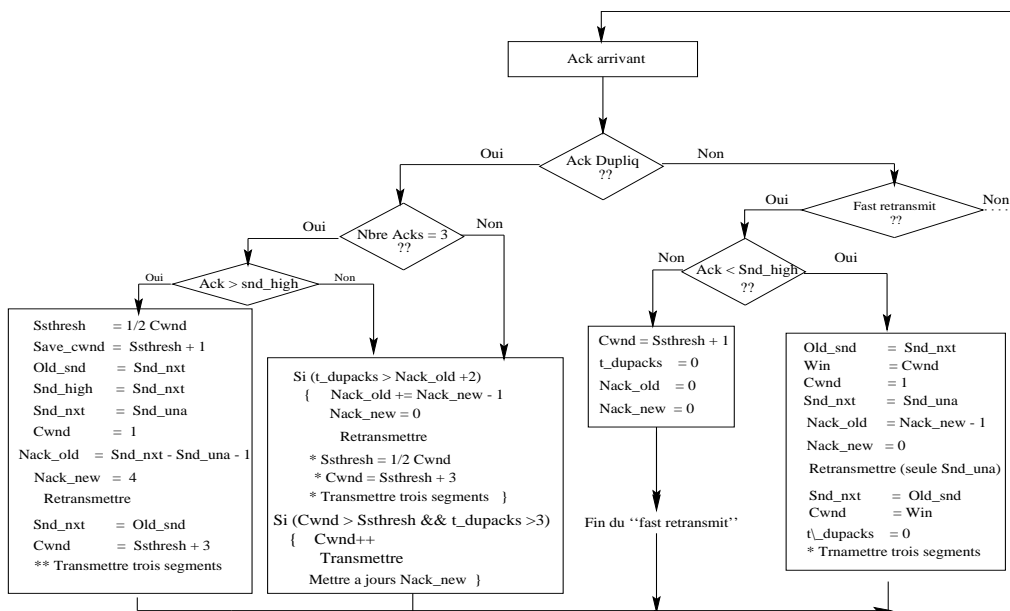 Ack arrivant
Oui
Ack Dupliq
??
Non
Oui
Fast retransmit
??
Non
Oui
Nbre Acks = 3
??
Non
Non
Ack < Snd_high
??
Oui
Oui
Ack > snd_high
Non
Ssthresh = 1/2 Cwnd
Save_cwnd = Ssthresh + 1
Old_snd = Snd_nxt
Snd_high = Snd_nxt
Snd_nxt = Snd_una
Cwnd = 1
Nack_old = Snd_nxt - Snd_una - 1
Nack_new = 4
Retransmettre
Snd_nxt = Old_snd
Cwnd = Ssthresh + 3
** Transmettre trois segments
Si (t_dupacks > Nack_old +2)
{ Nack_old += Nack_new - 1
Nack_new = 0
Retransmettre
* Ssthresh = 1/2 Cwnd
* Cwnd = Ssthresh + 3
* Transmettre trois segments }
Si (Cwnd > Ssthresh && t_dupacks >3)
{ Cwnd++
Transmettre
Mettre a jours Nack_new }
Cwnd = Ssthresh + 1
t_dupacks = 0
Nack_old = 0
Nack_new = 0
Fin du ‘‘fast retransmit’’
Old_snd = Snd_nxt
Win = Cwnd
Cwnd = 1
Snd_nxt = Snd_una
Nack_old = Nack_new - 1
Nack_new = 0
Retransmettre (seule Snd_una)
Snd_nxt = Old_snd
Cwnd = Win
t\_dupacks = 0
* Trnamettre trois segments